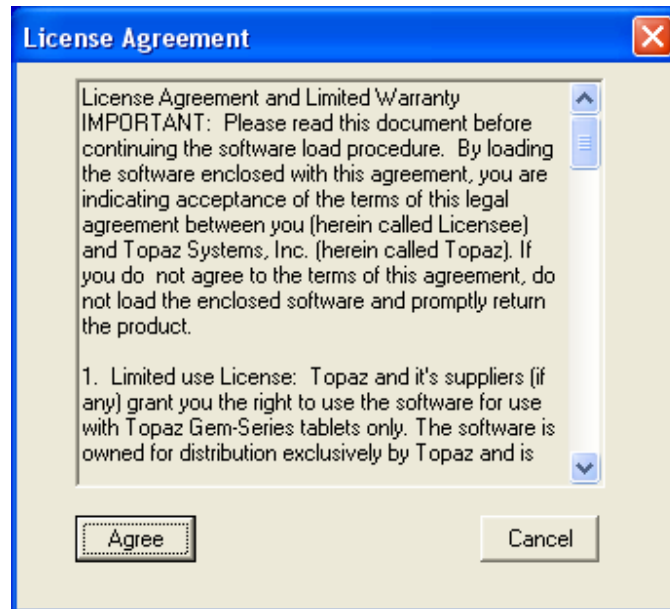 License Agreement
License Agreement and Limited Warranty
IMPORTANT:  Please read this document before
continuing the software load procedure.  By loading
the software enclosed with this agreement, you are
indicating acceptance of the terms of this legal
agreement between you (herein called Licensee)
and Topaz Systems, Inc. (herein called Topaz). If
you do  not agree to the terms of this agreement, do
not load the enclosed software and promptly return
the product.

1.  Limited use License:  Topaz and it's suppliers (if
any) grant you the right to use the software for use
with Topaz Gem-Series tablets only. The software is
owned for distribution exclusively by Topaz and is
Agree Cancel